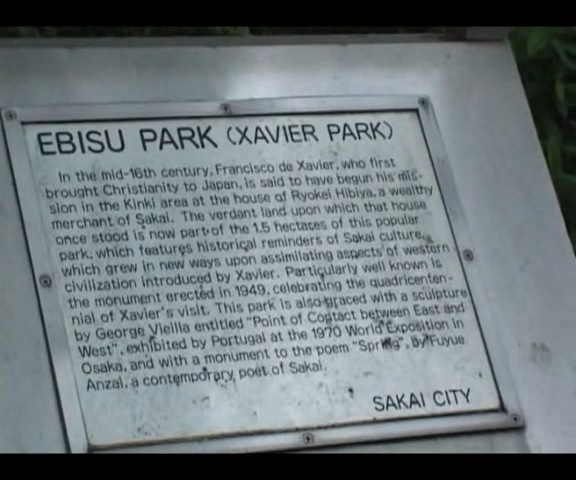 EBISU PARK (XAVIER PARK)
In the mid-16th century, Francisco de Xavier, who first
brought Christianity to Japan, is said to have begun his mis-
sion in the Kinki area at the house of Ryokei Hibiya, a wealthy
merchant of Sakai. The verdant land upon which that house
once stood is now part of the 1.5 hectares of this popular
park, which features historical reminders of Sakai culture,
which grew in new ways upon assimilating aspects of western
civilization introduced by Xavier. Particularly well known is
the monument erected in 1949, celebrating the quadricenten-
nial of Xavier's visit. This park is also graced with a sculpture
by George Vieilla entitled "Point of Contact between East and
West", exhibited by Portugal at the 1970 World Exposition in
Osaka, and with a monument to the poem "Spring", by Fuyue
Anzai, a contemporary poet of Sakai.
SAKAI CITY